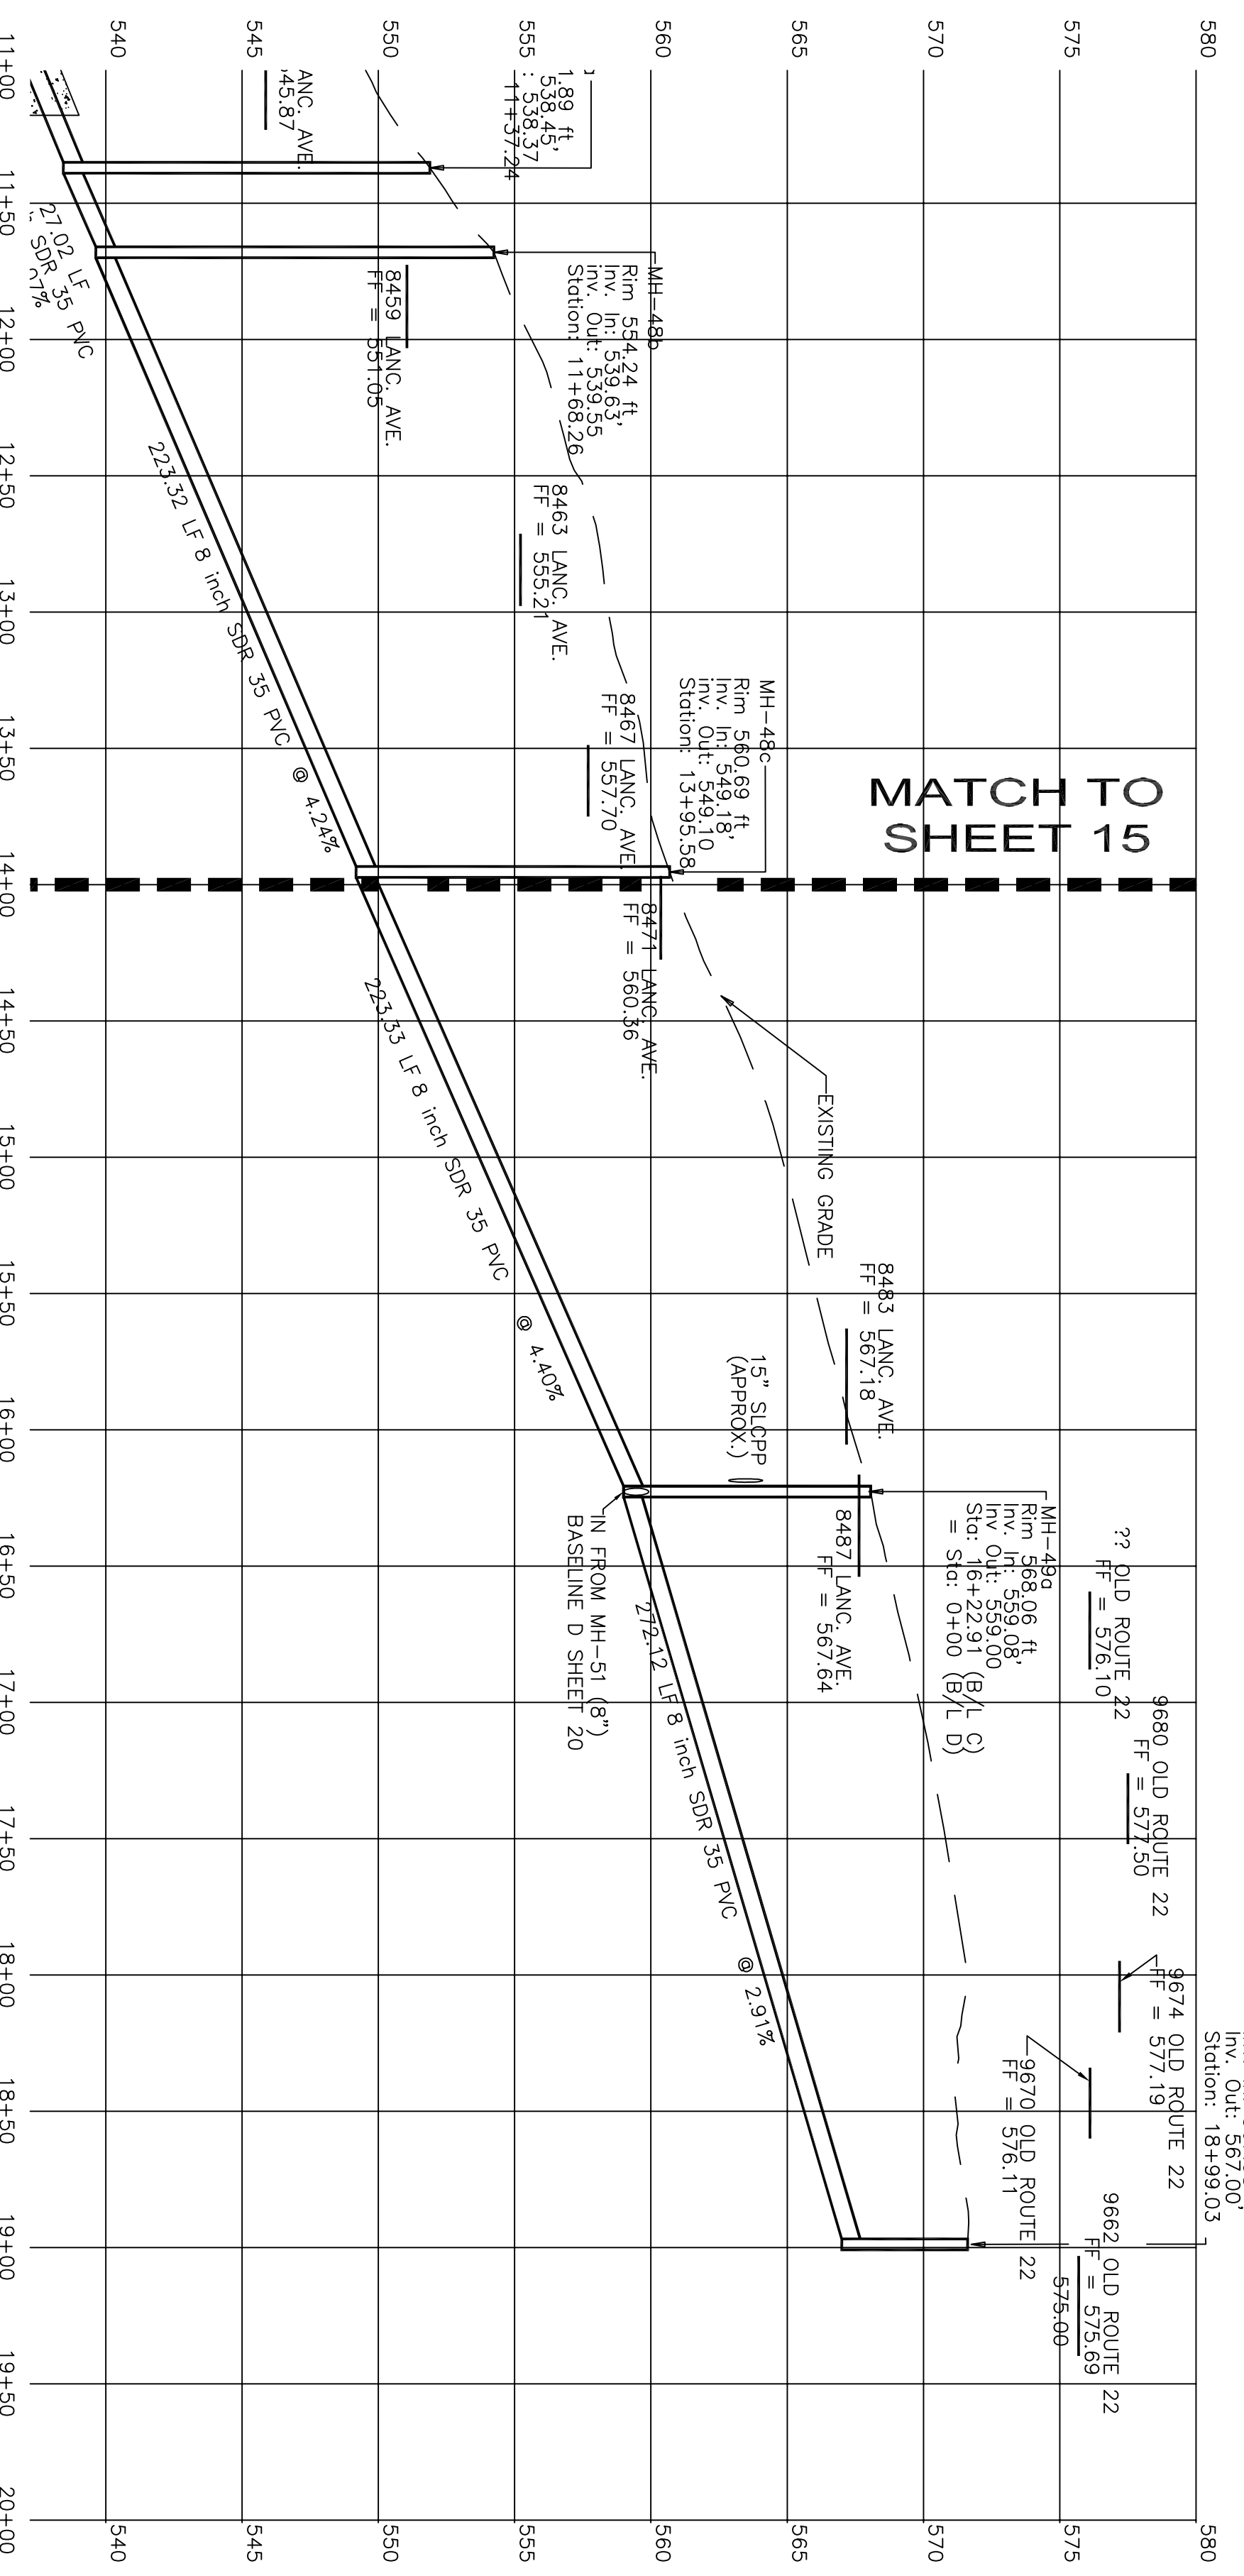 580
575
570
565
560
555
550
545
540
1.89 ft,
538.45,
: 538.37
11+37.24
ANC. AVE.
45.87
27.02 LF
SDR 35 PVC
07%
MH-48b
Rim 554.24 ft,
Inv. In: 539.63,
inv. Out: 539.55
Station: 11+68.26
8459 LANC. AVE.
FF = 551.05
223.32 LF 8 inch SDR 35 PVC @ 4.24%
8463 LANC. AVE.
FF = 555.21
8467 LANC. AVE.
FF = 557.70
MH-48c
Rim 560.69 ft,
Inv. In: 549.18,
inv. Out: 549.10
Station: 13+95.58
MATCH TO
SHEET 15
8471 LANC. AVE.
FF = 560.36
223.33 LF 8 inch SDR 35 PVC @ 4.40%
EXISTING GRADE
8483 LANC. AVE.
FF = 567.18
15" SLCPP
(APPROX.)
MH-49a
Rim 568.06 ft,
Inv. In: 559.08,
Inv Out: 559.00
Sta: 16+22.91 (B/L C)
= Sta: 0+00 (B/L D)
8487 LANC. AVE.
FF = 567.64
IN FROM MH-51 (8")
BASELINE D SHEET 20
272.12 LF 8 inch SDR 35 PVC @ 2.91%
?? OLD ROUTE 22
FF = 576.10
9680 OLD ROUTE 22
FF = 577.50
9674 OLD ROUTE 22
FF = 577.19
9670 OLD ROUTE 22
FF = 576.11
Inv. Out: 567.00,
Station: 18+99.03
9662 OLD ROUTE 22
FF = 575.69
575.00
580
575
570
565
560
555
550
545
540
11+00
11+50
12+00
12+50
13+00
13+50
14+00
14+50
15+00
15+50
16+00
16+50
17+00
17+50
18+00
18+50
19+00
19+50
20+00